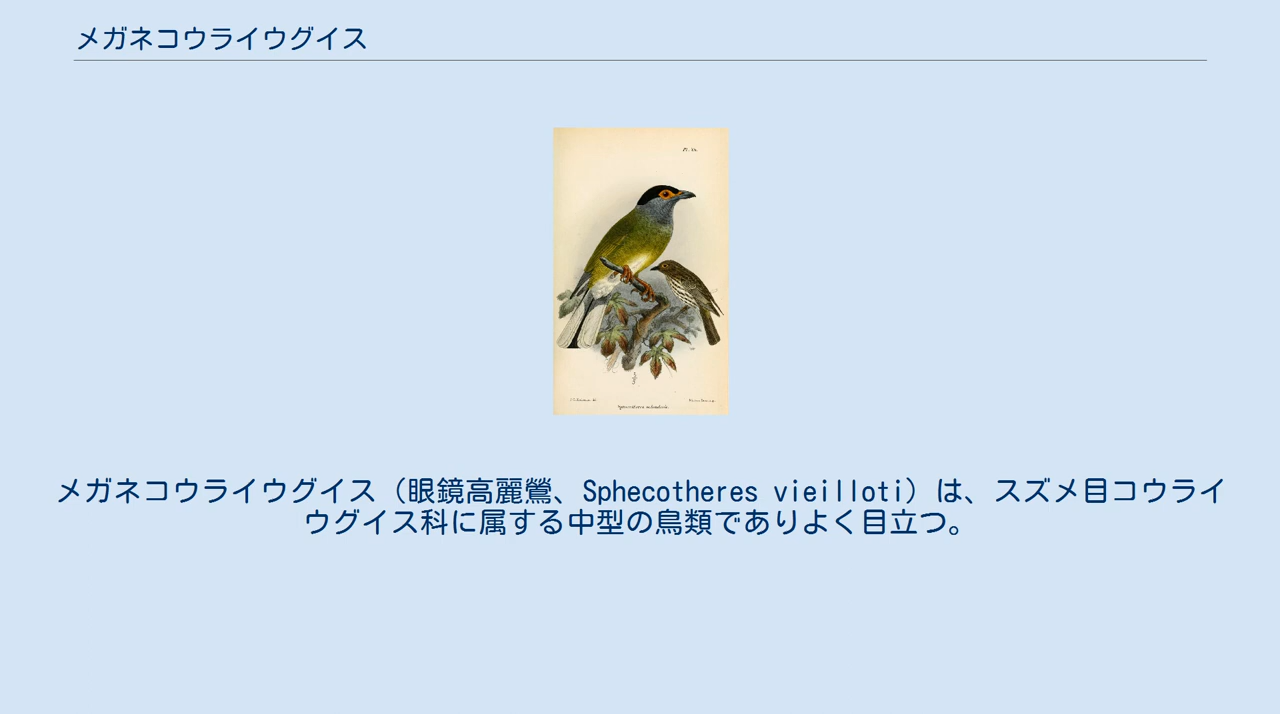 メガネコウライウグイス
メガネコウライウグイス（眼鏡高麗鶯、Sphecotheres vieilloti）は、スズメ目コウライ
ウグイス科に属する中型の鳥類でありよく目立つ。